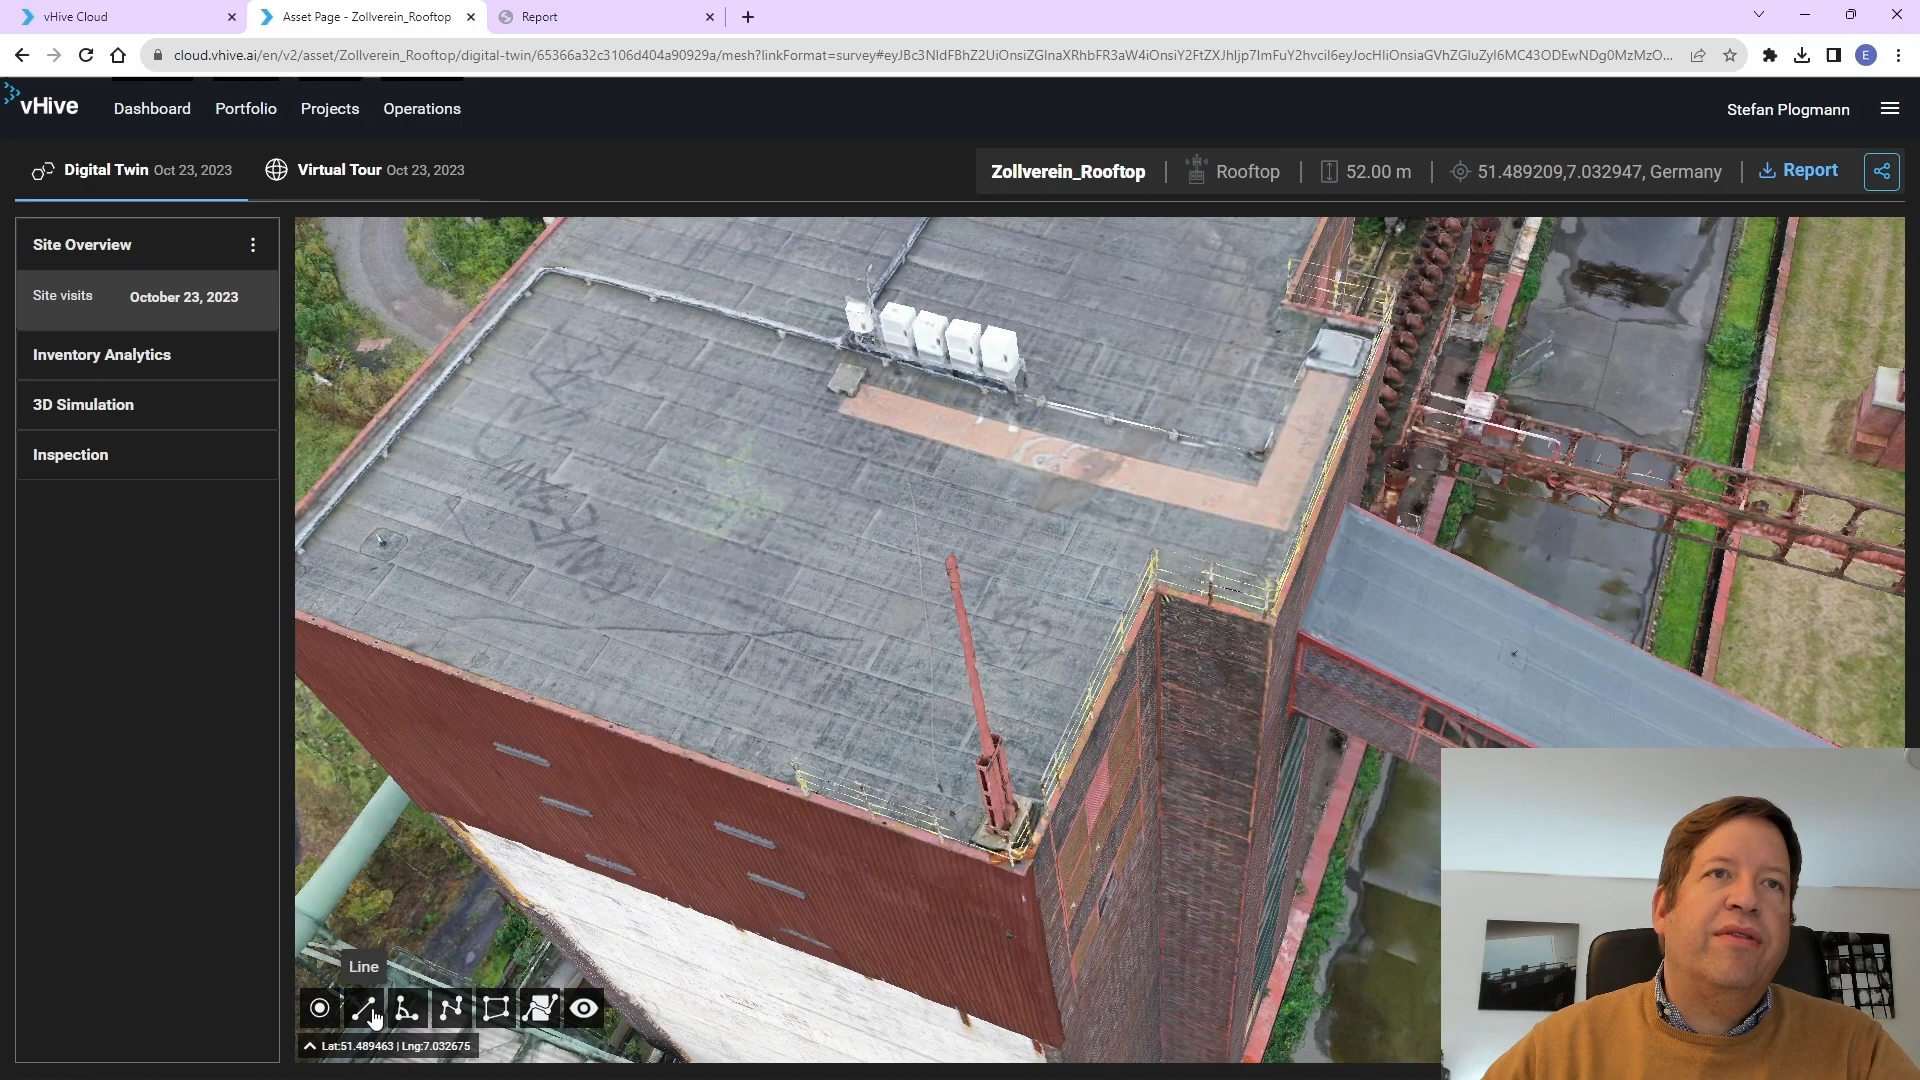 vHive Cloud
Asset Page - Zollverein_Rooftop
Report
cloud.vhive.ai/en/v2/asset/Zollverein_Rooftop/digital-twin/65366a32c3106d404a90929a/mesh?linkFormat=survey#eyJBc3NldFBhZ2UiOnsiZGlnaXRhbFR3aW4iOnsiY2FtZXJhIjp7ImFuY2hvciI6eyJocHIiOnsiaGVhZGluZyI6MC43ODEwNDg0MzMzO...
E
vHive
Dashboard
Portfolio
Projects
Operations
Stefan Plogmann
Digital Twin Oct 23, 2023
Virtual Tour Oct 23, 2023
Zollverein_Rooftop
Rooftop
52.00 m
51.489209,7.032947, Germany
Report
Site Overview
Site visits
October 23, 2023
Inventory Analytics
3D Simulation
Inspection
Line
Lat:51.489463 | Lng:7.032675